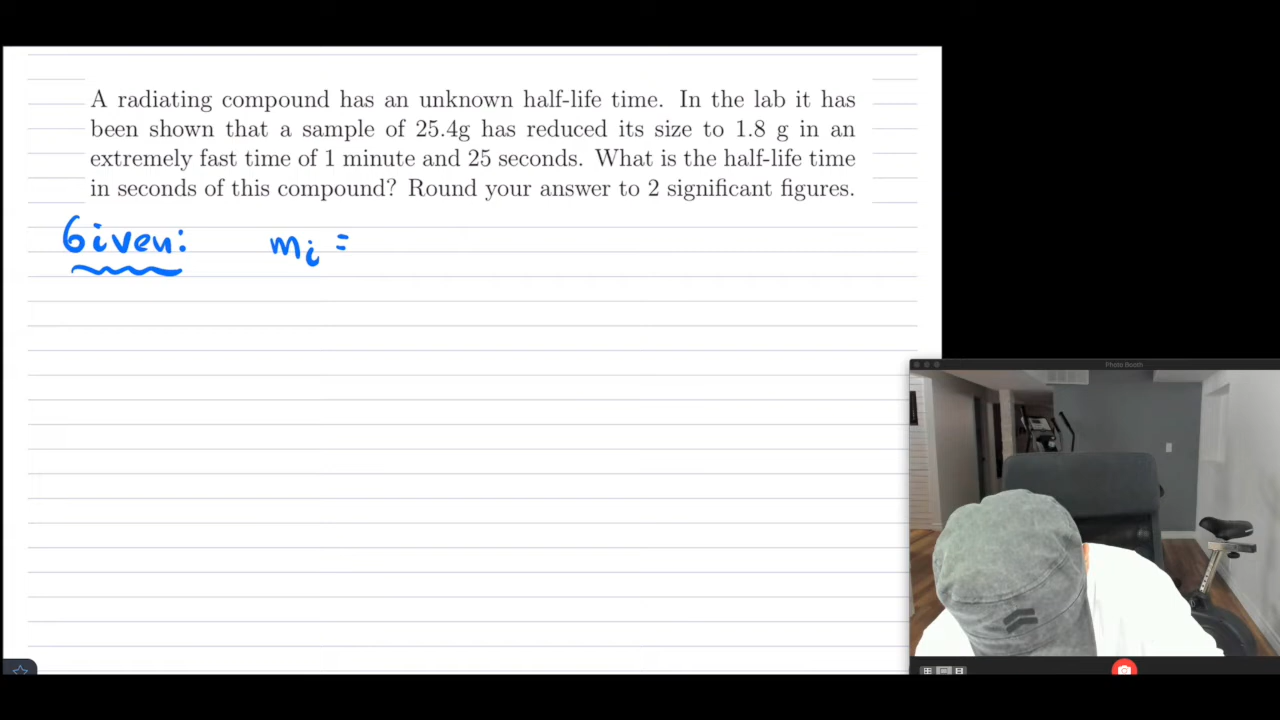 A radiating compound has an unknown half-life time. In the lab it has
been shown that a sample of 25.4g has reduced its size to 1.8 g in an
extremely fast time of 1 minute and 25 seconds. What is the half-life time
in seconds of this compound? Round your answer to 2 significant figures.
Given: mi =
Photo Booth